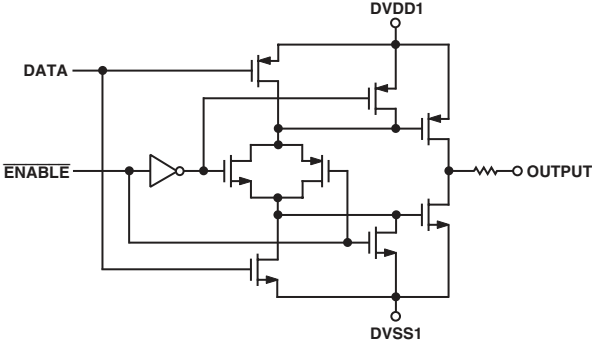 DVDD1
DATA
ENABLE
OUTPUT
DVSS1